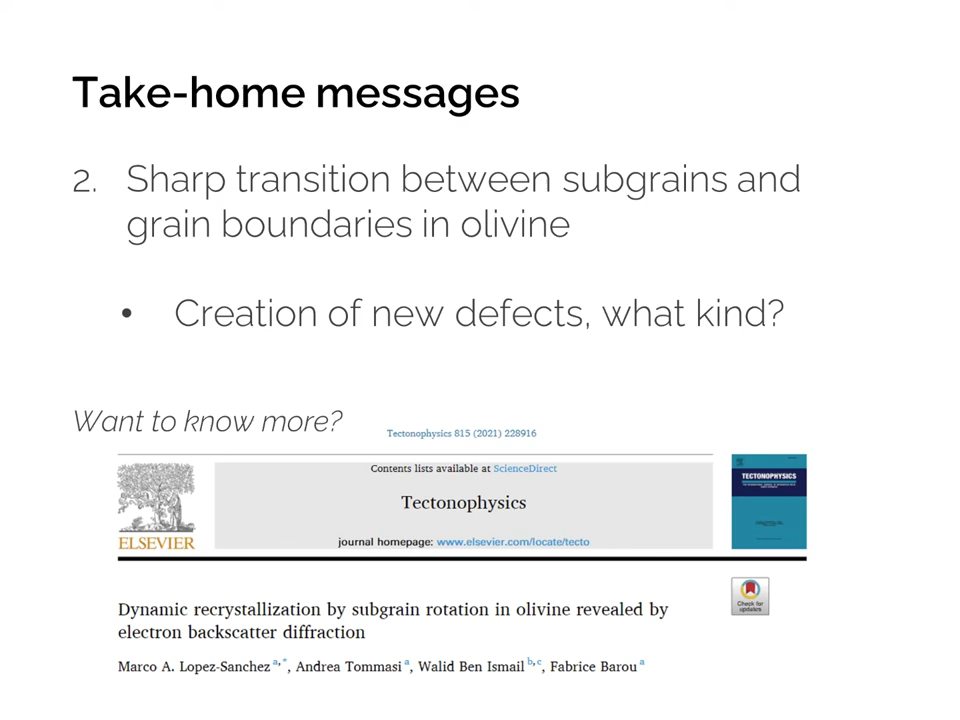 Take-home messages
2. Sharp transition between subgrains and
grain boundaries in olivine
• Creation of new defects, what kind?
Want to know more?
Tectonophysics 815 (2021) 228916
Contents lists available at ScienceDirect
Tectonophysics
journal homepage: www.elsevier.com/locate/tecto
ELSEVIER
TECTONOPHYSICS
Check for
updates
Dynamic recrystallization by subgrain rotation in olivine revealed by
electron backscatter diffraction
Marco A. Lopez-Sanchez a,*, Andrea Tommasi a, Walid Ben Ismail b,c, Fabrice Barou a